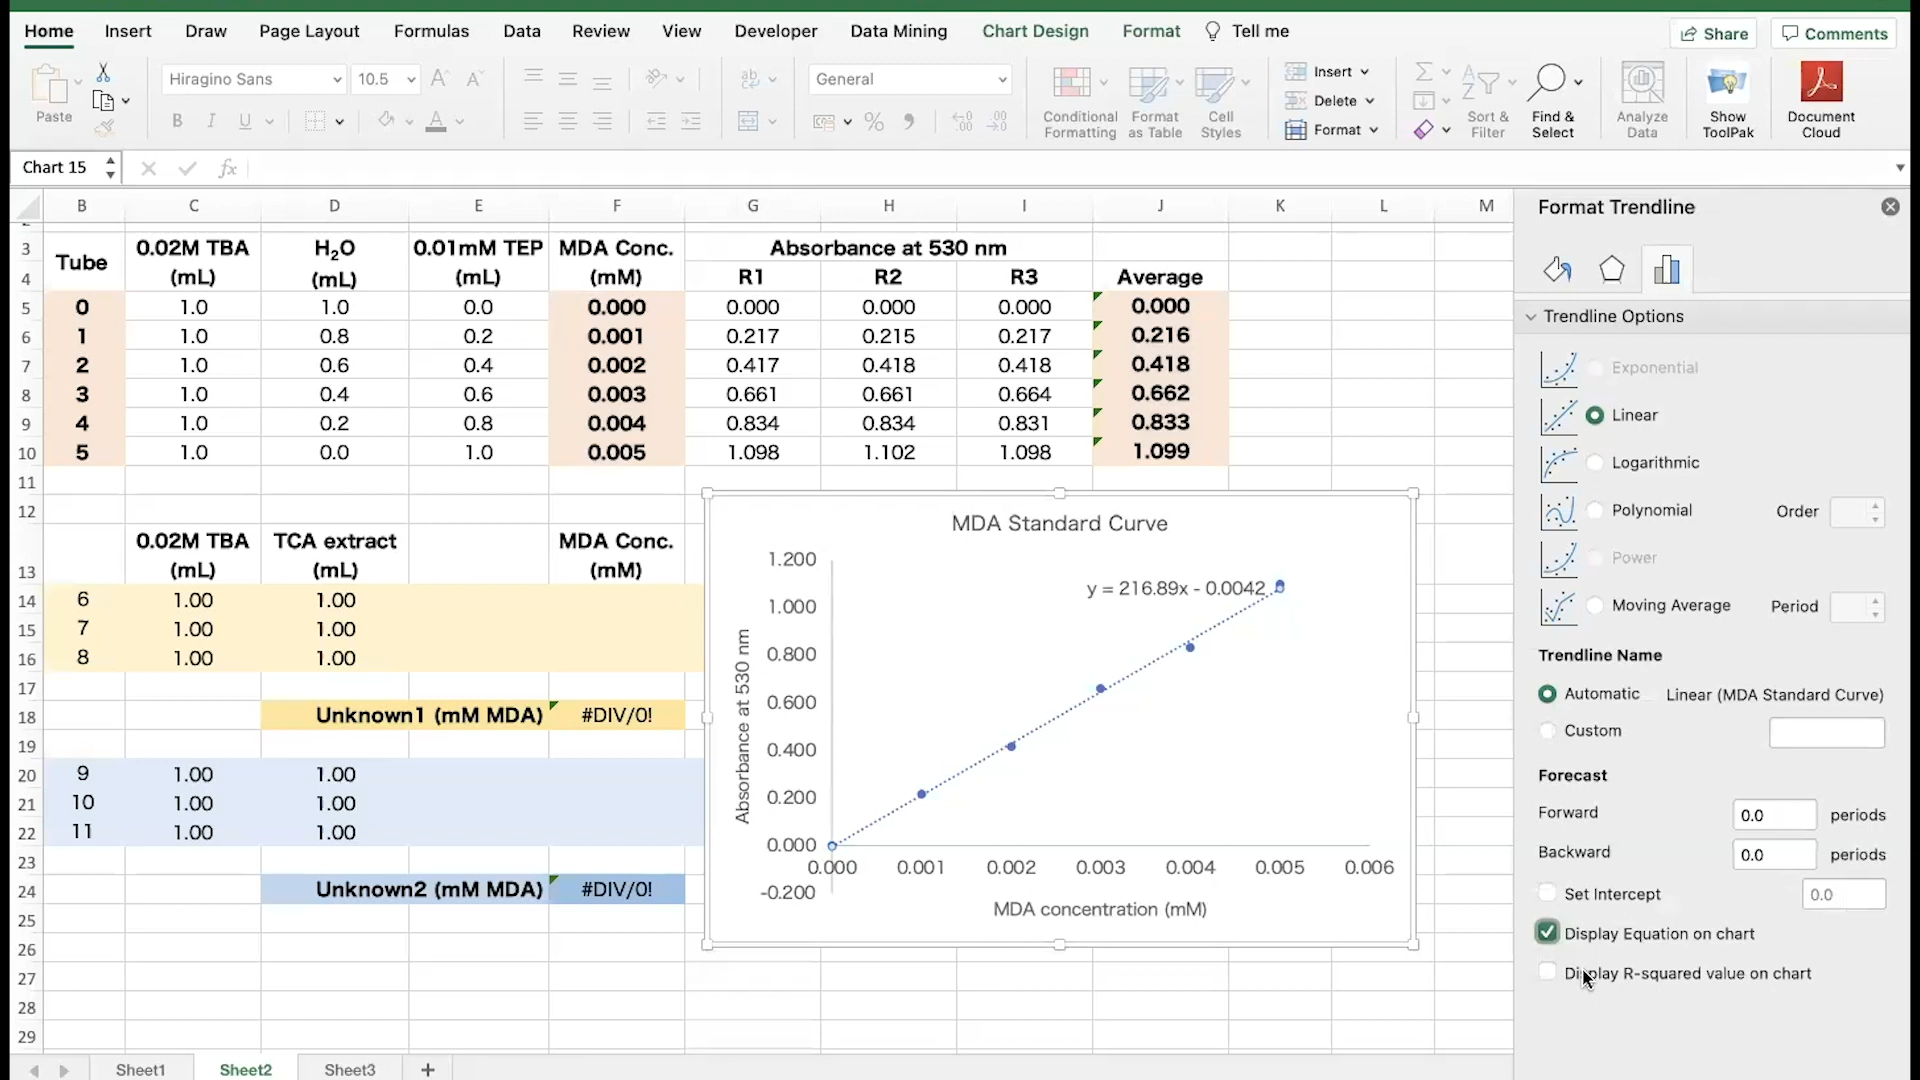 Home Insert Draw Page Layout Formulas Data Review View Developer Data Mining Chart Design Format Tell me Share Comments
Paste Hiragino Sans 10.5 General Conditional Formatting Format as Table Cell Styles Insert Delete Format Sort & Filter Find & Select Analyze Data Show ToolPak Document Cloud
Chart 15 fx
B C D E F G H I J K L M
3 Tube 0.02M TBA H₂O 0.01mM TEP MDA Conc. Absorbance at 530 nm
4 (mL) (mL) (mL) (mM) R1 R2 R3 Average
5 0 1.0 1.0 0.0 0.000 0.000 0.000 0.000 0.000
6 1 1.0 0.8 0.2 0.001 0.217 0.215 0.217 0.216
7 2 1.0 0.6 0.4 0.002 0.417 0.418 0.418 0.418
8 3 1.0 0.4 0.6 0.003 0.661 0.661 0.664 0.662
9 4 1.0 0.2 0.8 0.004 0.834 0.834 0.831 0.833
10 5 1.0 0.0 1.0 0.005 1.098 1.102 1.098 1.099
11
12
0.02M TBA TCA extract MDA Conc.
13 (mL) (mL) (mM)
14 6 1.00 1.00
15 7 1.00 1.00
16 8 1.00 1.00
17
18 Unknown1 (mM MDA) #DIV/0!
19
20 9 1.00 1.00
21 10 1.00 1.00
22 11 1.00 1.00
23
24 Unknown2 (mM MDA) #DIV/0!
25
26
27
28
29
MDA Standard Curve
y = 216.89x - 0.0042
Absorbance at 530 nm
1.200
1.000
0.800
0.600
0.400
0.200
0.000
-0.200
0.000 0.001 0.002 0.003 0.004 0.005 0.006
MDA concentration (mM)
Format Trendline
Trendline Options
Exponential
Linear
Logarithmic
Polynomial Order
Power
Moving Average Period
Trendline Name
Automatic Linear (MDA Standard Curve)
Custom
Forecast
Forward 0.0 periods
Backward 0.0 periods
Set Intercept 0.0
Display Equation on chart
Display R-squared value on chart
Sheet1 Sheet2 Sheet3 +